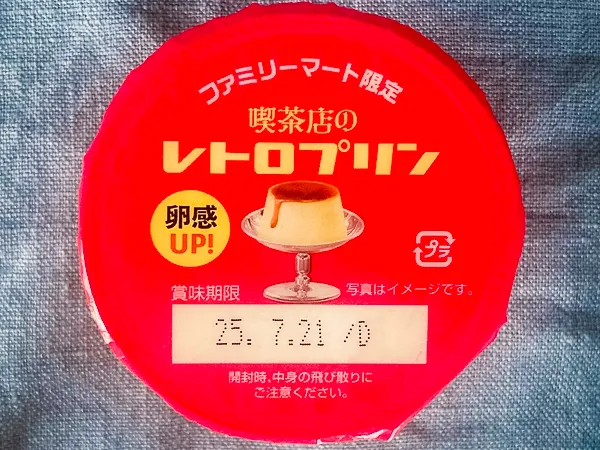 ファミリーマート限定
喫茶店の
レトロプリン
卵感
UP!
プラ
賞味期限
写真はイメージです。
25. 7.21 /D
開封時、中身の飛び散りに
ご注意ください。